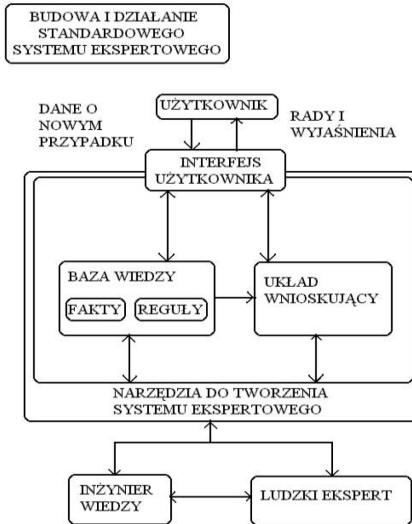 BUDOWA I DZIAŁANIE
STANDARDOWEGO
SYSTEMU EKSPERTOWEGO
DANE O
NOWYM
PRZYPADKU
UŻYTKOWNIK
RADY I
WYJAŚNIENIA
INTERFEJS
UŻYTKOWNIKA
BAZA WIEDZY
FAKTY
REGUŁY
UKŁAD
WNIOSKUJĄCY
NARZĘDZIA DO TWORZENIA
SYSTEMU EKSPERTOWEGO
INŻYNIER
WIEDZY
LUDZKI EKSPERT